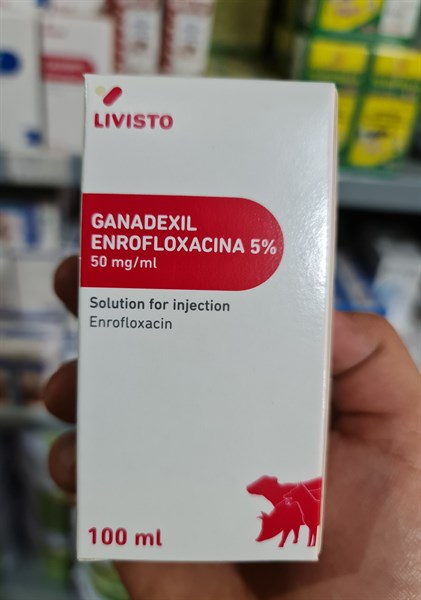 LIVISTO
GANADEXIL
ENROFLOXACINA 5%
50 mg/ml
Solution for injection
Enrofloxacin
100 ml